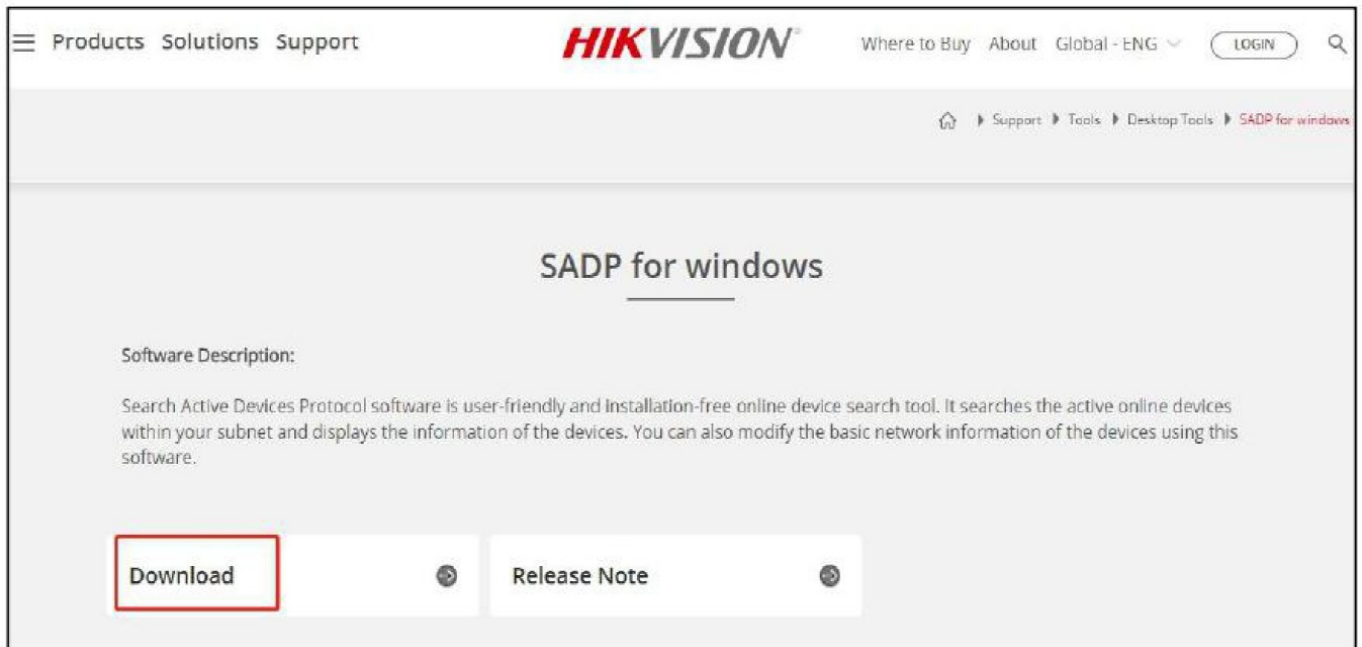 Products Solutions Support HIKVISION Where to Buy About Global - ENG LOGIN
Support Tools Desktop Tools SADP for windows
SADP for windows
Software Description:
Search Active Devices Protocol software is user-friendly and installation-free online device search tool. It searches the active online devices
within your subnet and displays the information of the devices. You can also modify the basic network information of the devices using this
software.
Download Release Note